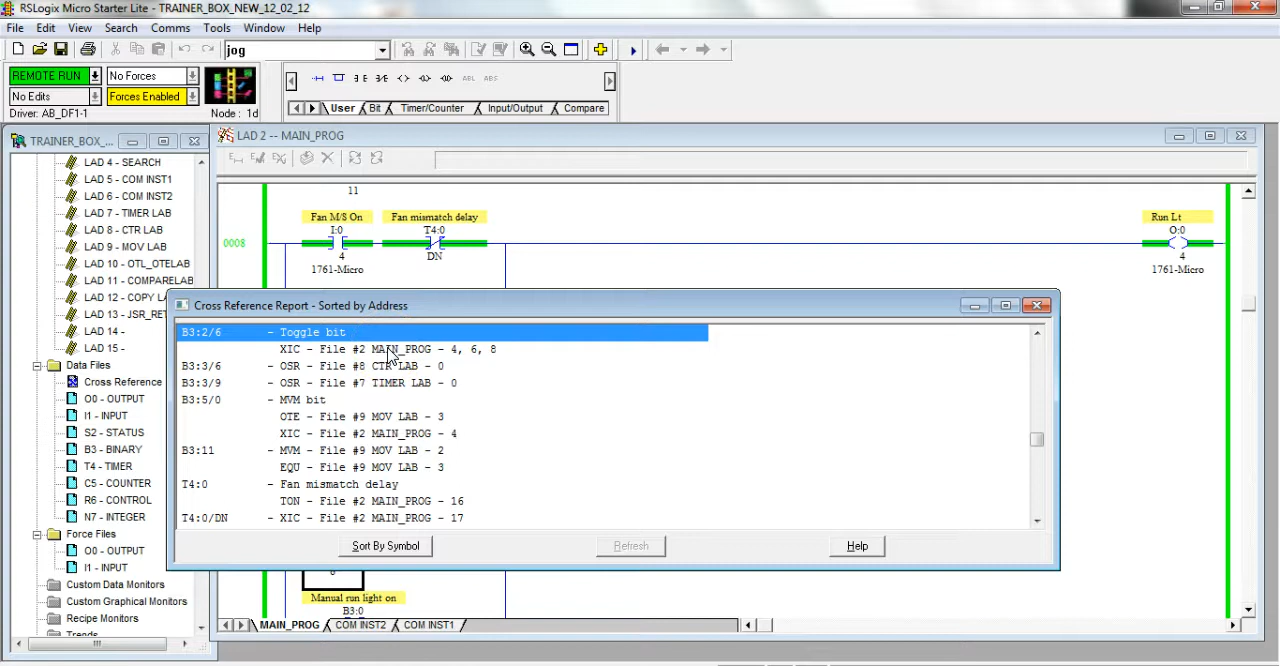 RSLogix Micro Starter Lite - TRAINER_BOX_NEW_12_02_12
File Edit View Search Comms Tools Window Help
jog
REMOTE RUN No Forces
No Edits Forces Enabled
Driver: AB_DF1-1 Node : 1d
User Bit Timer/Counter Input/Output Compare
ABL ABS
TRAINER_BOX_...
LAD 4 - SEARCH
LAD 5 - COM INST1
LAD 6 - COM INST2
LAD 7 - TIMER LAB
LAD 8 - CTR LAB
LAD 9 - MOV LAB
LAD 10 - OTL_OTELAB
LAD 11 - COMPARELAB
LAD 12 - COPY L
LAD 13 - JSR_RET
LAD 14 -
LAD 15 -
Data Files
Cross Reference
O0 - OUTPUT
I1 - INPUT
S2 - STATUS
B3 - BINARY
T4 - TIMER
C5 - COUNTER
R6 - CONTROL
N7 - INTEGER
Force Files
O0 - OUTPUT
I1 - INPUT
Custom Data Monitors
Custom Graphical Monitors
Recipe Monitors
Trends
LAD 2 -- MAIN_PROG
11
Fan M/S On Fan mismatch delay Run Lt
I:0 T4:0 O:0
0008
4 DN 4
1761-Micro 1761-Micro
Cross Reference Report - Sorted by Address
B3:2/6 - Toggle bit
XIC - File #2 MAIN_PROG - 4, 6, 8
B3:3/6 - OSR - File #8 CTR LAB - 0
B3:3/9 - OSR - File #7 TIMER LAB - 0
B3:5/0 - MVM bit
OTE - File #9 MOV LAB - 3
XIC - File #2 MAIN_PROG - 4
B3:11 - MVM - File #9 MOV LAB - 2
EQU - File #9 MOV LAB - 3
T4:0 - Fan mismatch delay
TON - File #2 MAIN_PROG - 16
T4:0/DN - XIC - File #2 MAIN_PROG - 17
Sort By Symbol Refresh Help
Manual run light on
B3:0
MAIN_PROG COM INST2 COM INST1